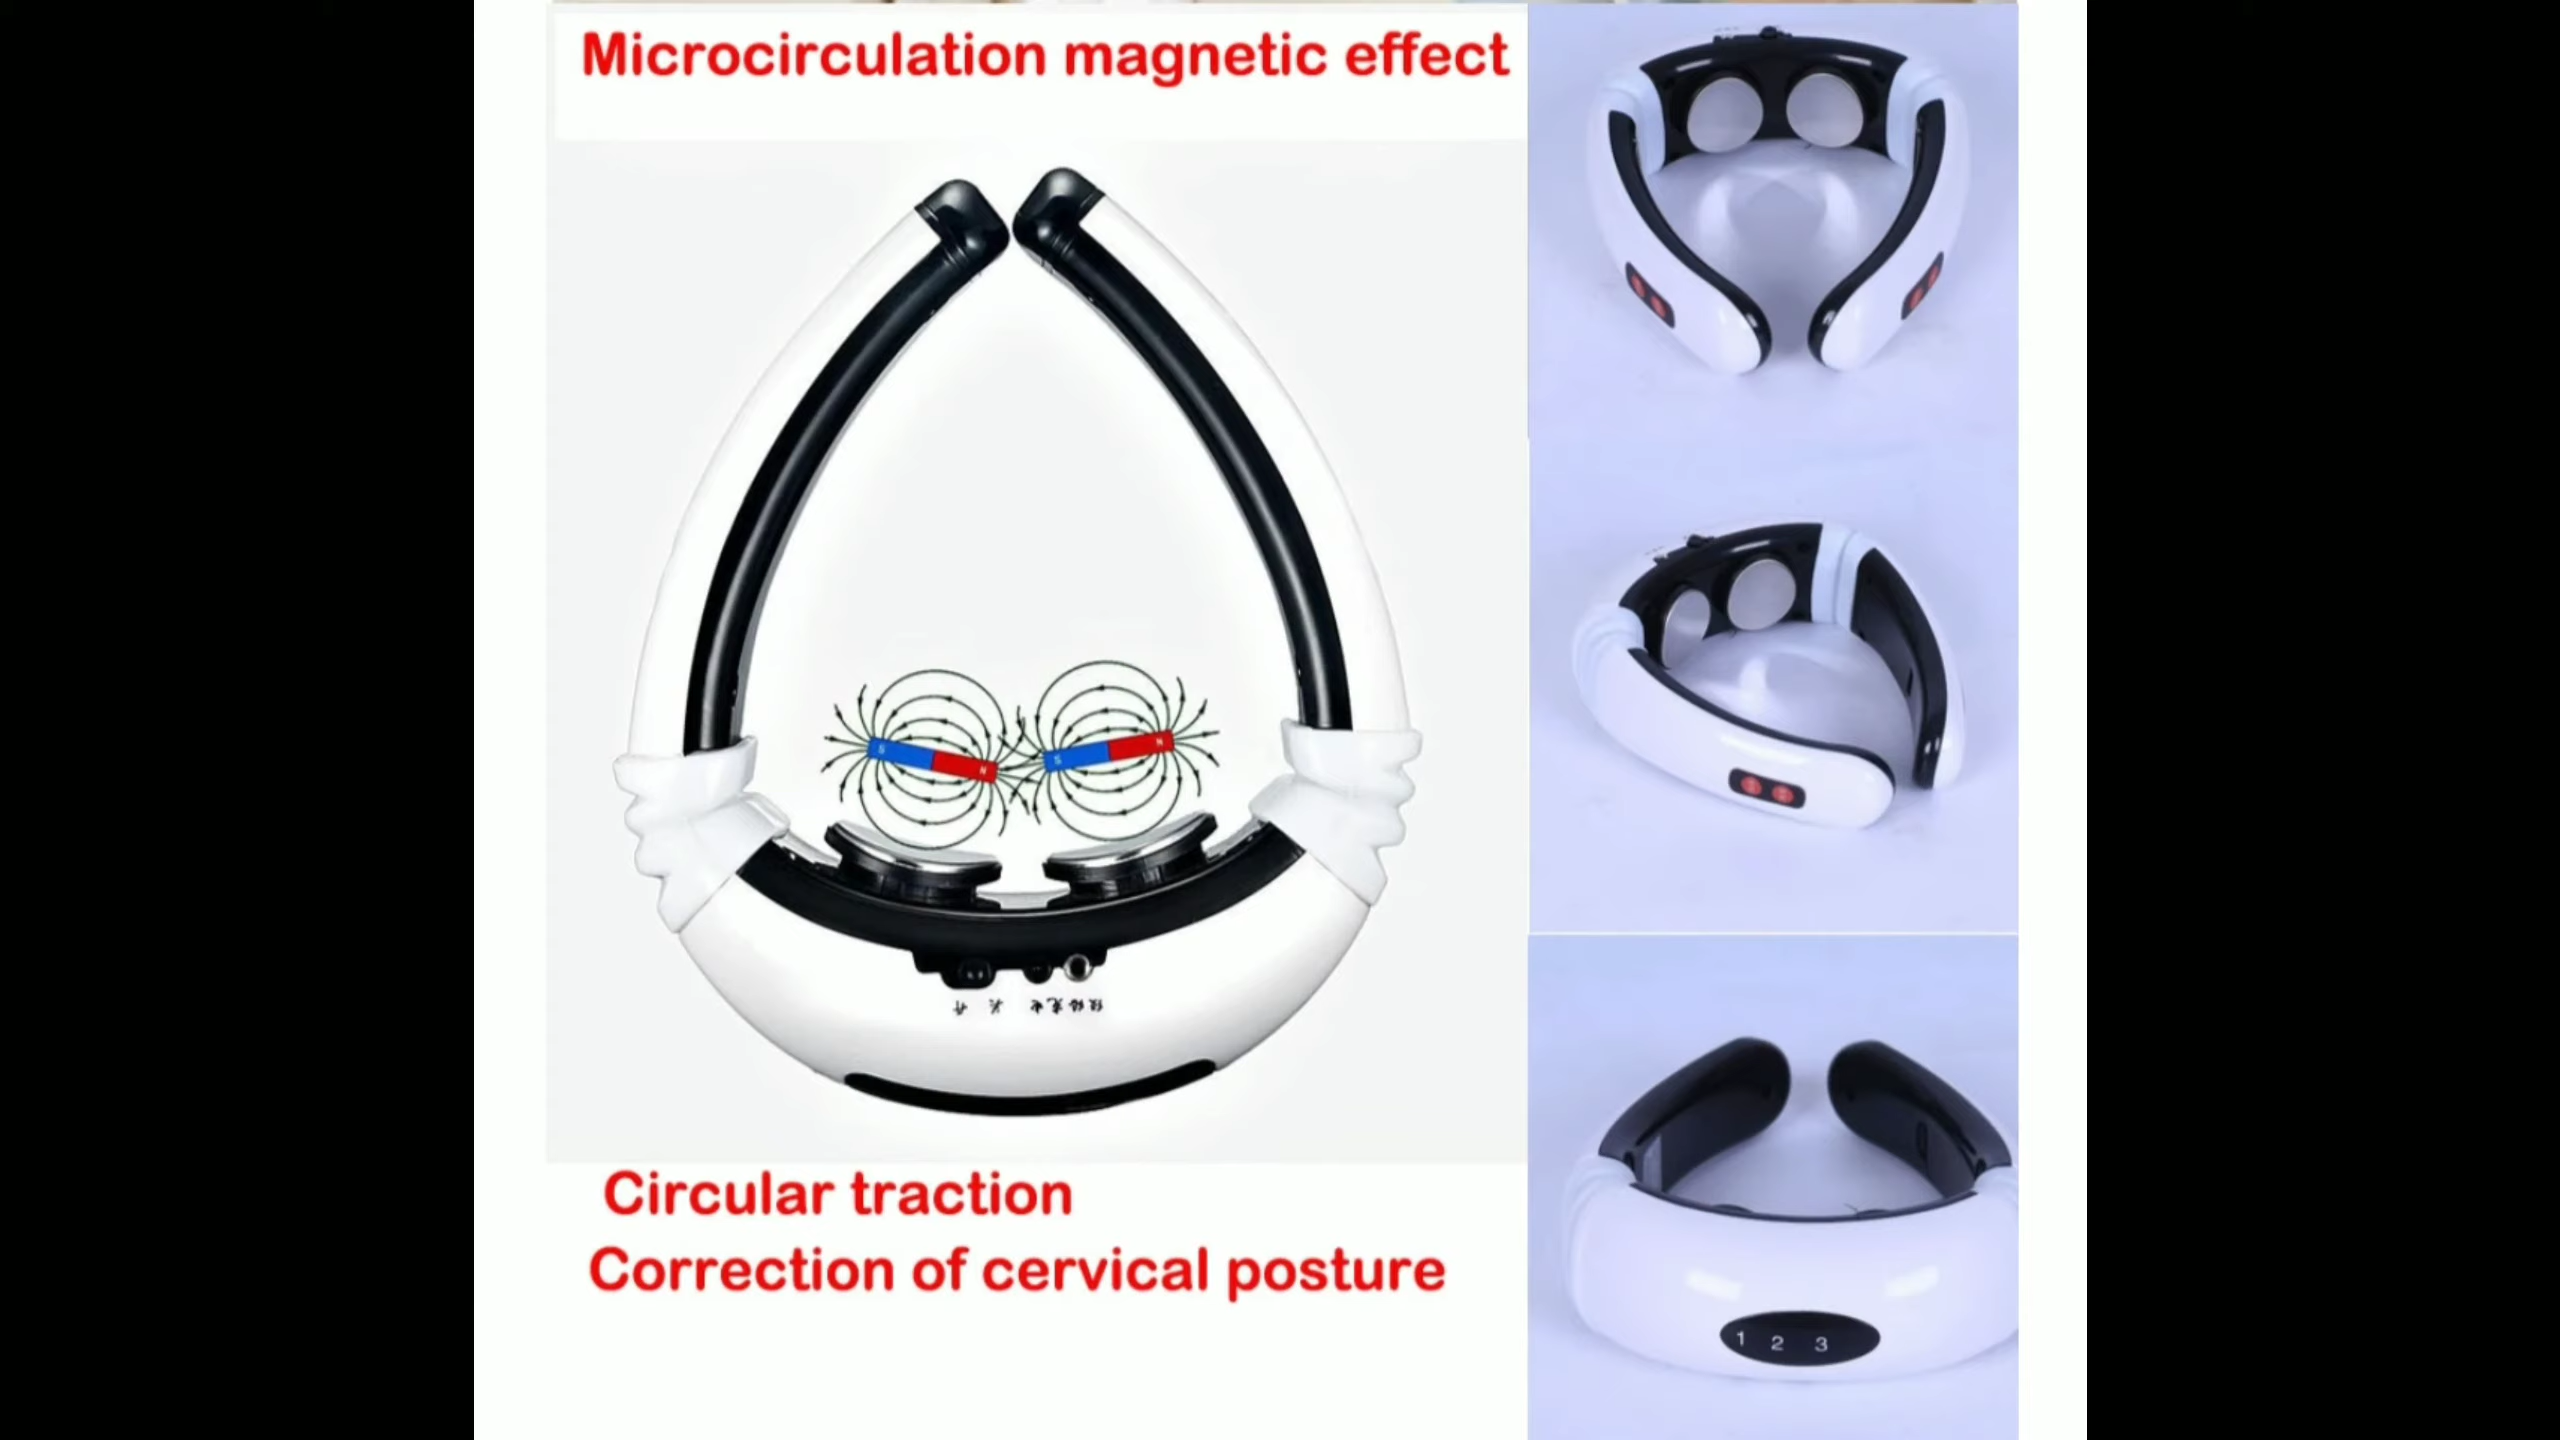 Microcirculation magnetic effect
S
N
S
N
Circular traction
Correction of cervical posture
1 2 3